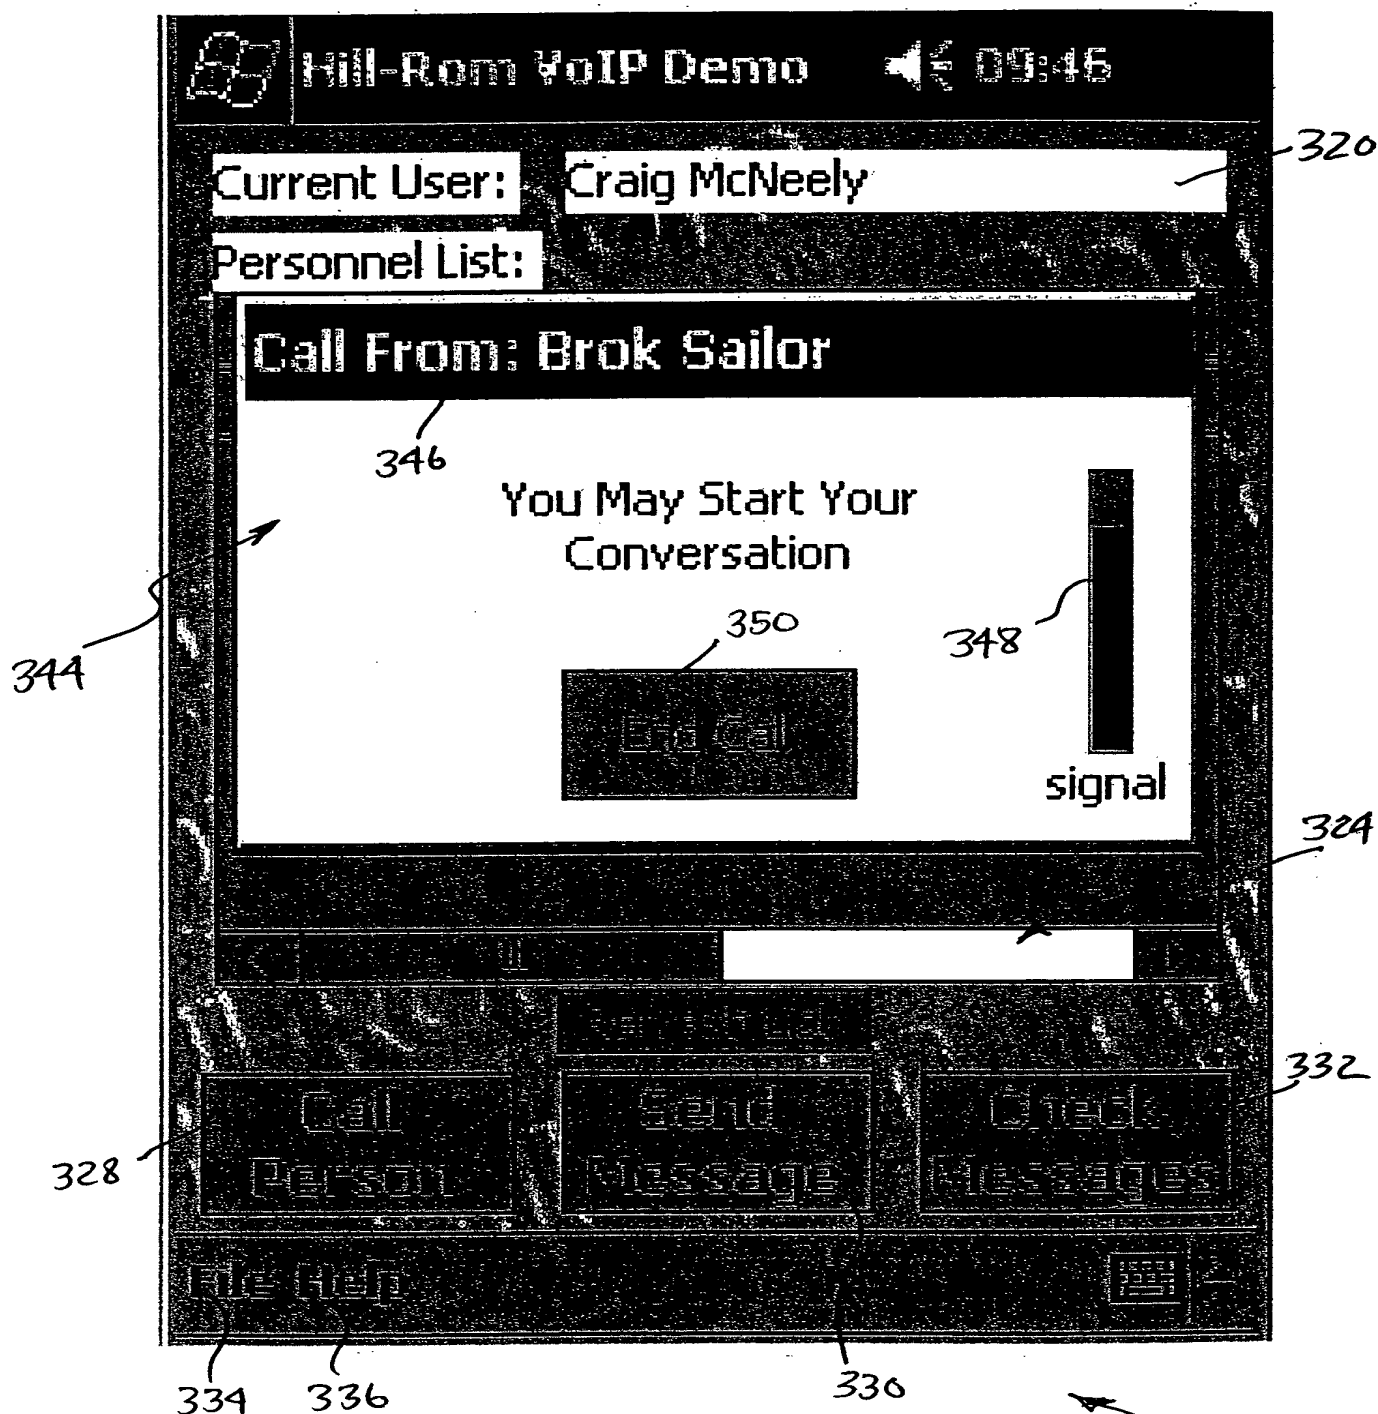 Hill-Rom VoIP Demo 09:46
320
Current User: Craig McNeely
Personnel List:
Call From: Brok Sailor
346
You May Start Your
Conversation
350
348
344
End Call
signal
324
332
Call Person
Send Message
Check Messages
328
File Help
334
336
330